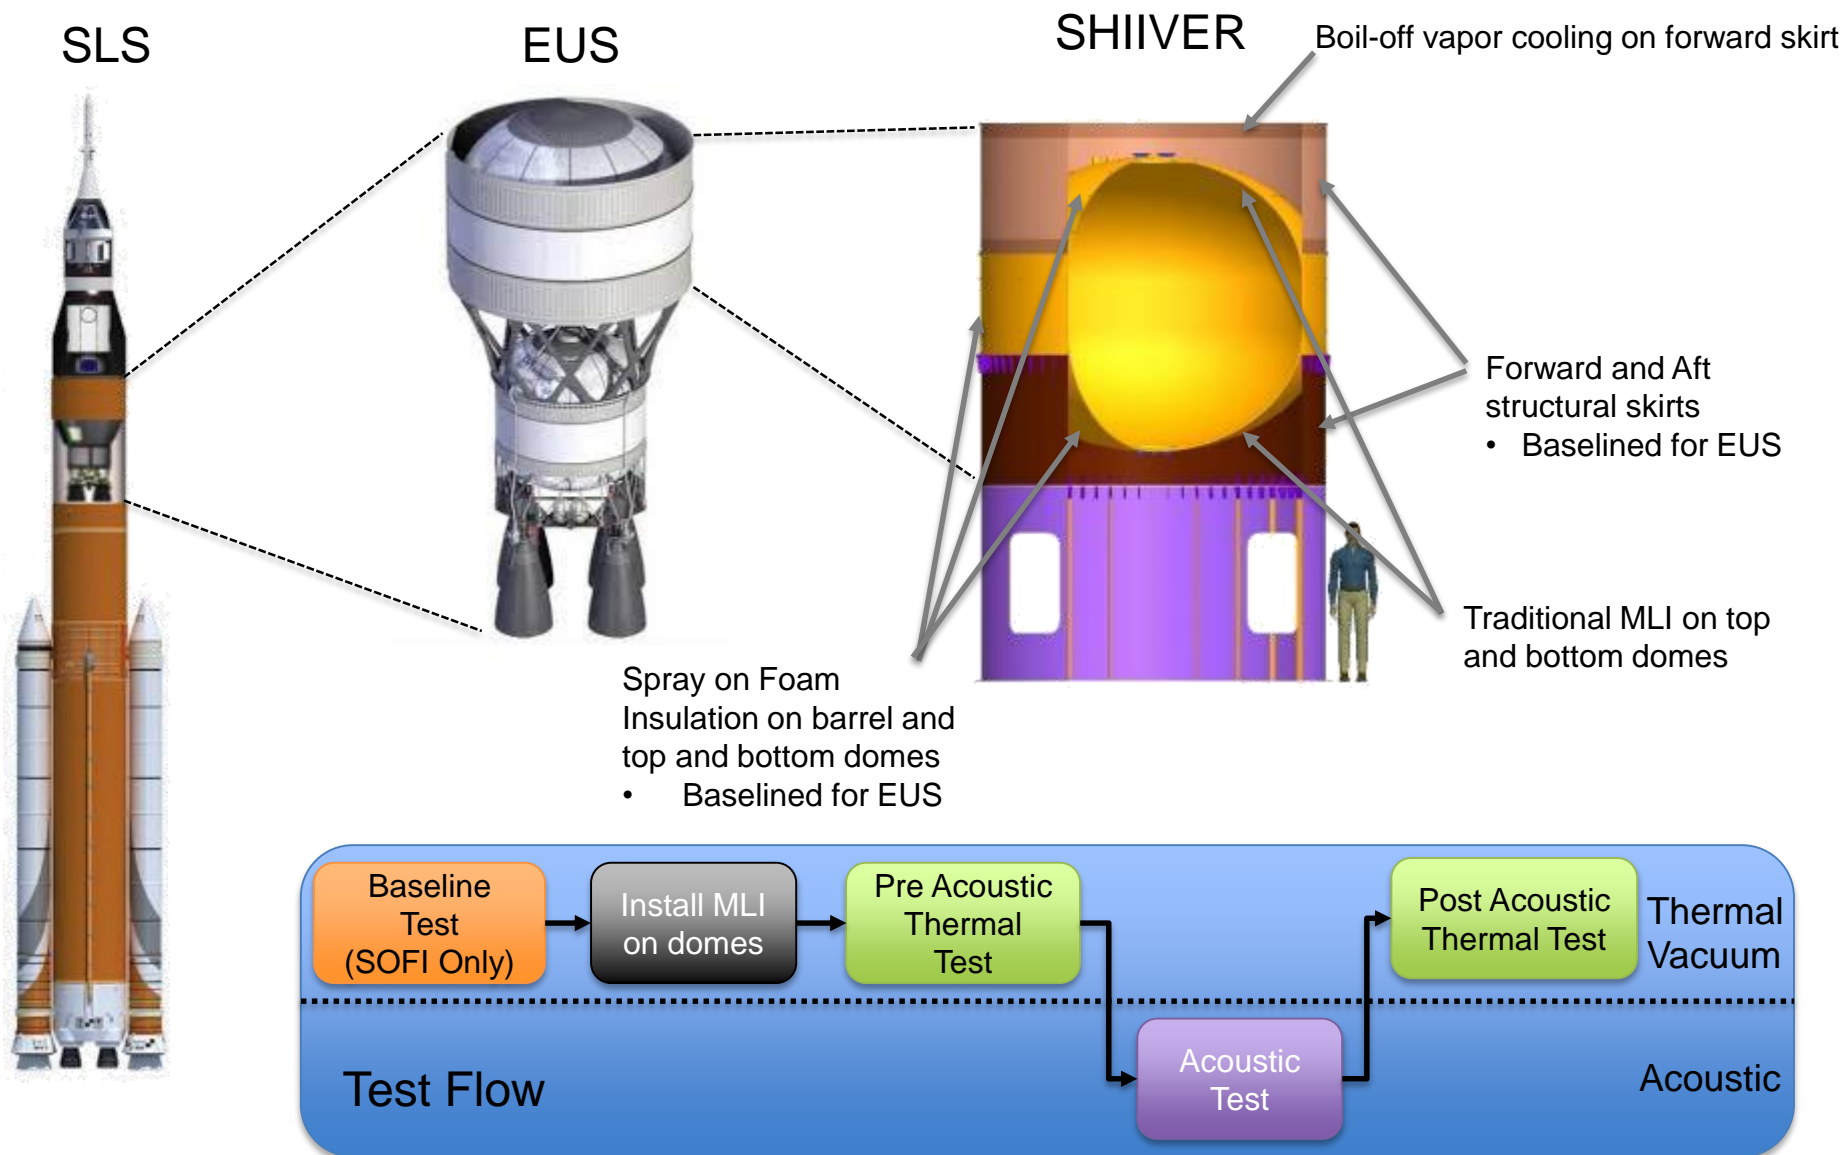 SLS
EUS
SHIIVER
Boil-off vapor cooling on forward skirt
Forward and Aft
structural skirts
• Baselined for EUS
Traditional MLI on top
and bottom domes
Spray on Foam
Insulation on barrel and
top and bottom domes
• Baselined for EUS
Baseline
Test
(SOFI Only)
Install MLI
on domes
Pre Acoustic
Thermal
Test
Post Acoustic
Thermal Test
Thermal
Vacuum
Acoustic
Test
Test Flow
Acoustic